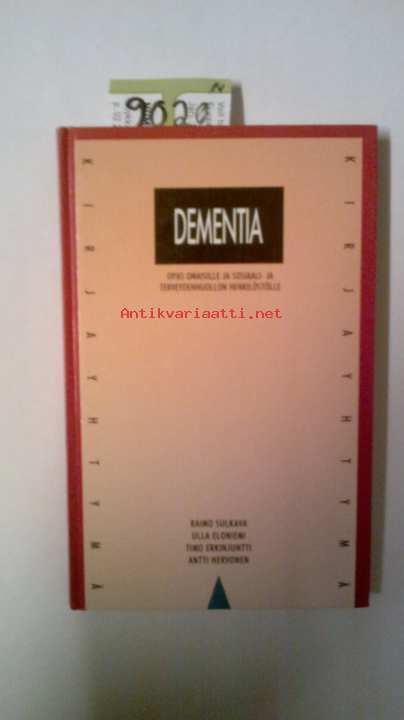 9020
KIRJAYHTYMÄ
KIRJAYHTYMÄ
DEMENTIA
OPAS OMAISILLE JA SOSIAALI- JA
TERVEYDENHUOLLON HENKILÖSTÖLLE
Antikvariaatti.net
RAIMO SULKAVA
ULLA ELONIEMI
TIMO ERKINJUNTTI
ANTTI HERVONEN